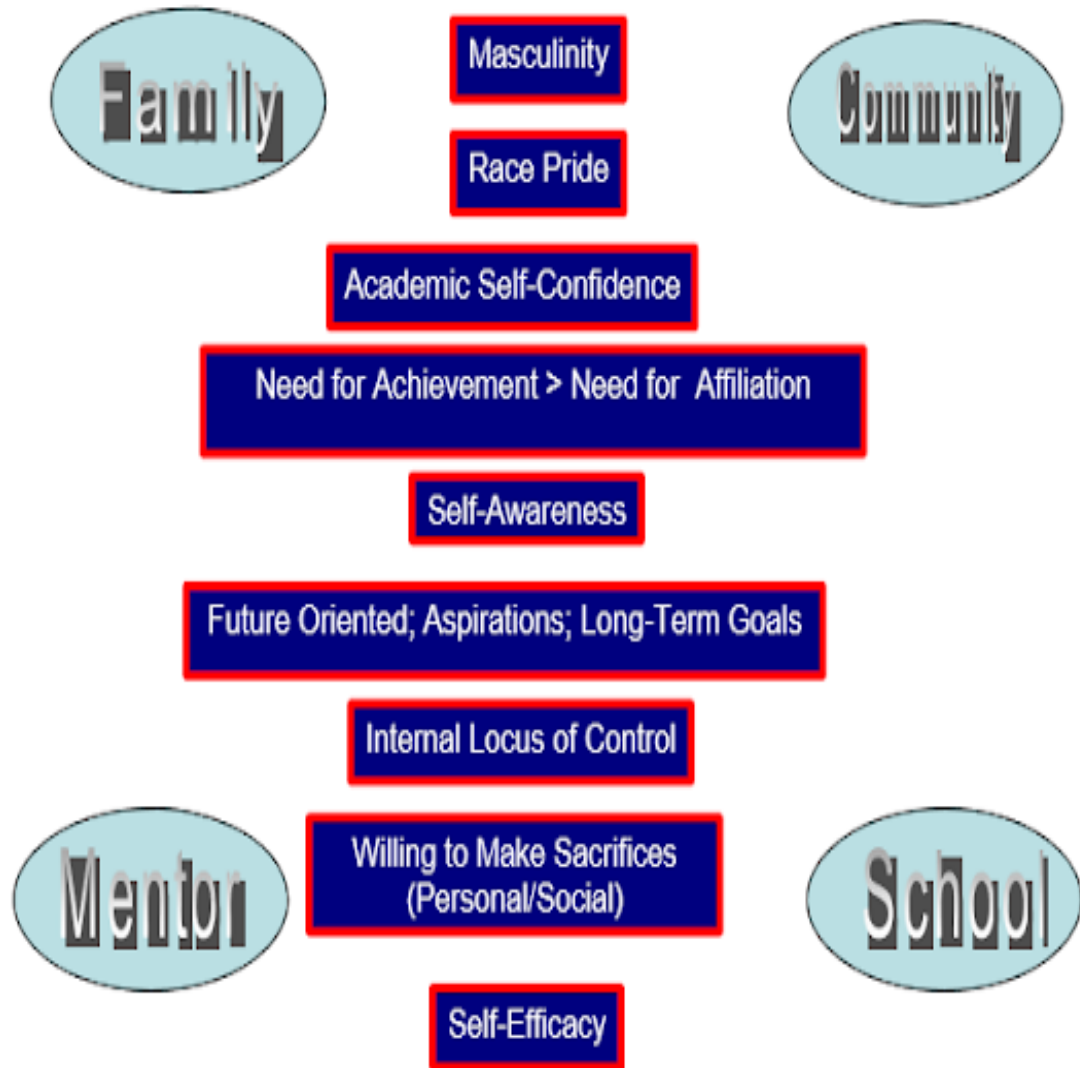 Family
Community
Masculinity
Race Pride
Academic Self-Confidence
Need for Achievement > Need for Affiliation
Self-Awareness
Future Oriented; Aspirations; Long-Term Goals
Internal Locus of Control
Mentor
Willing to Make Sacrifices
(Personal/Social)
School
Self-Efficacy